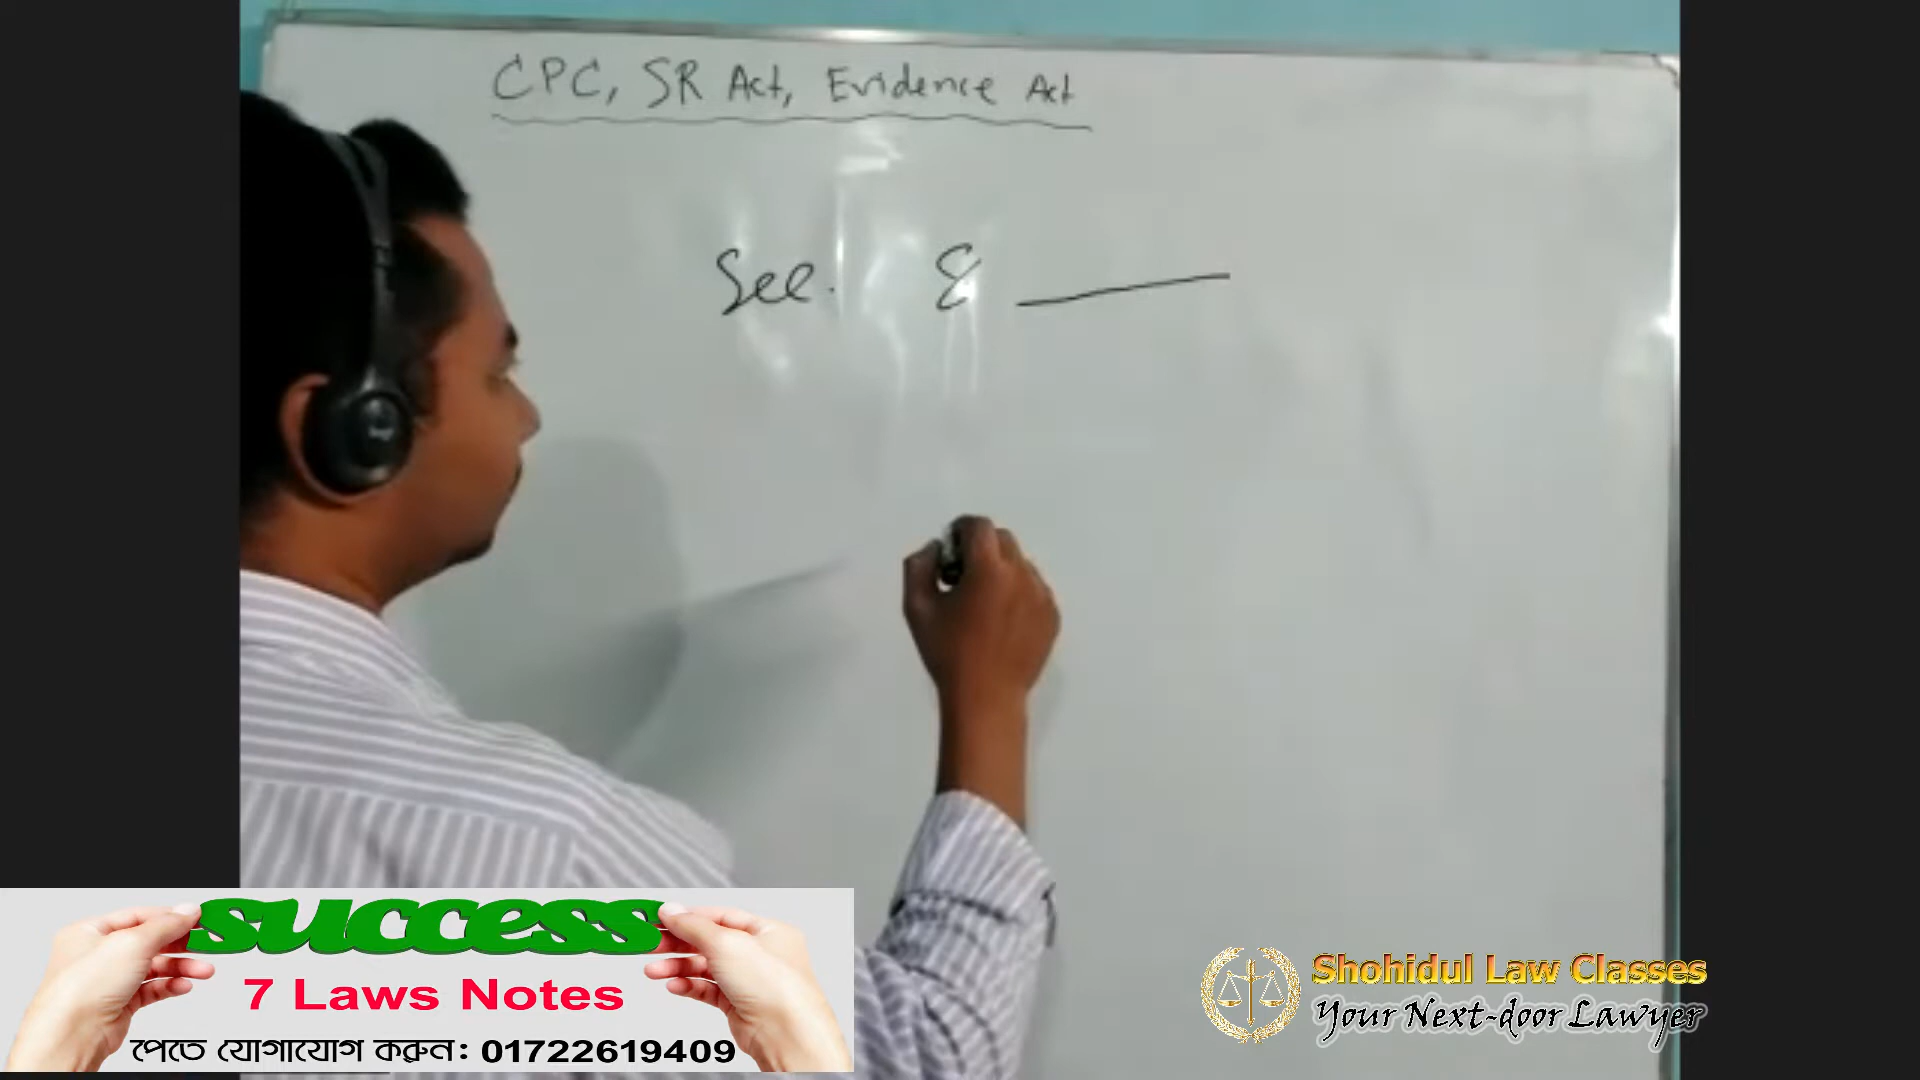 CPC, SR Act, Evidence Act
Sec. 8
success
7 Laws Notes
পেতে যোগাযোগ করুন: 01722619409
Shohidul Law Classes
Your Next-door Lawyer